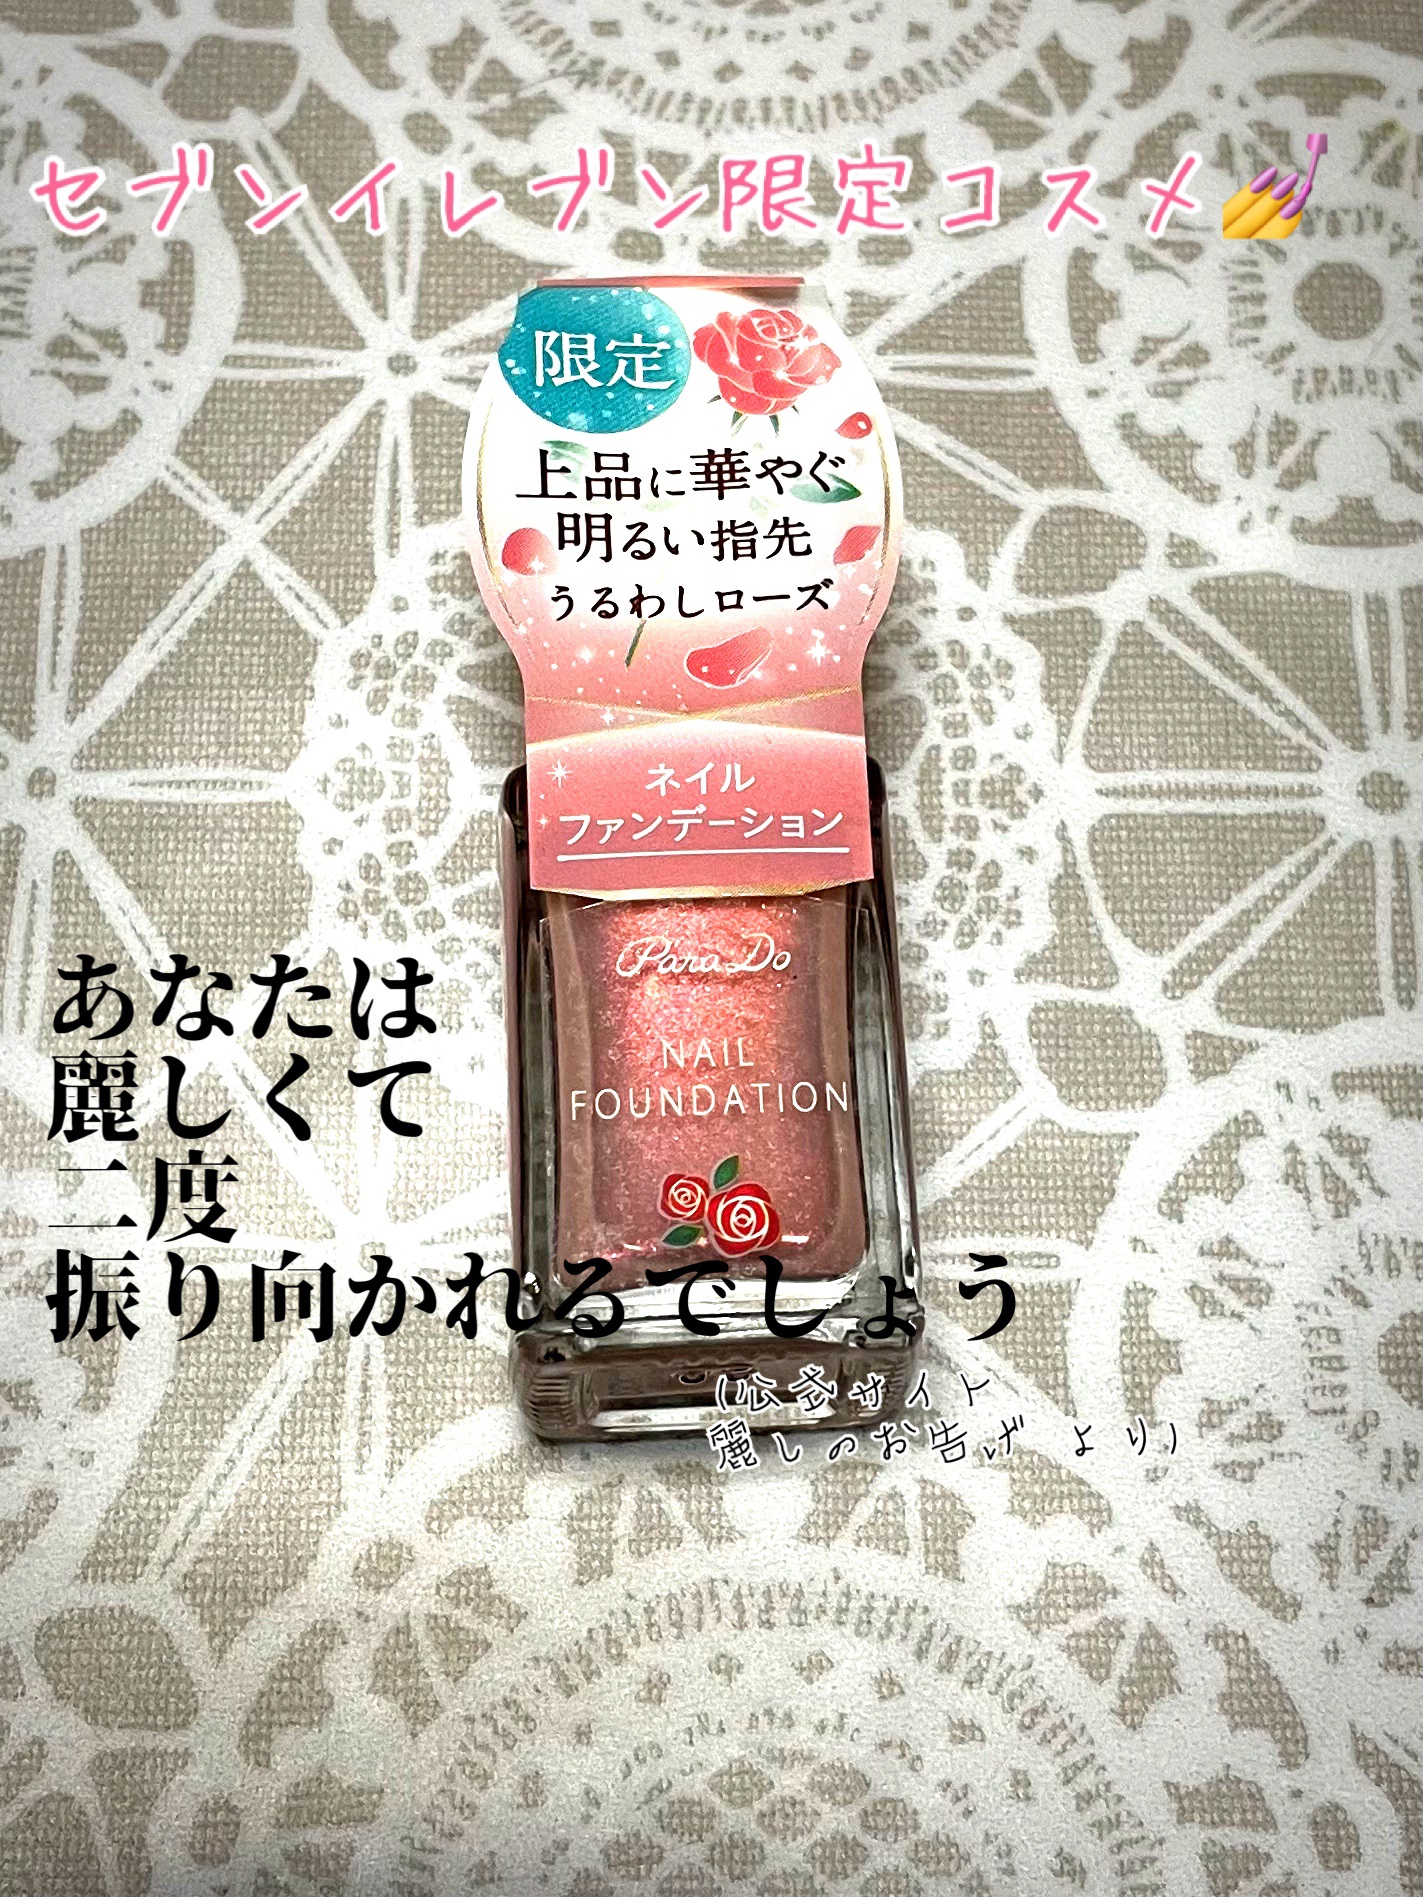 セブンイレブン限定コスメ💅
限定
上品に華やぐ
明るい指先
うるわしローズ
ネイル
ファンデーション
ParaDo
NAIL
FOUNDATION
あなたは
麗しくて
二度
振り向かれるでしょう
(公式サイト
麗しのお告げ より)